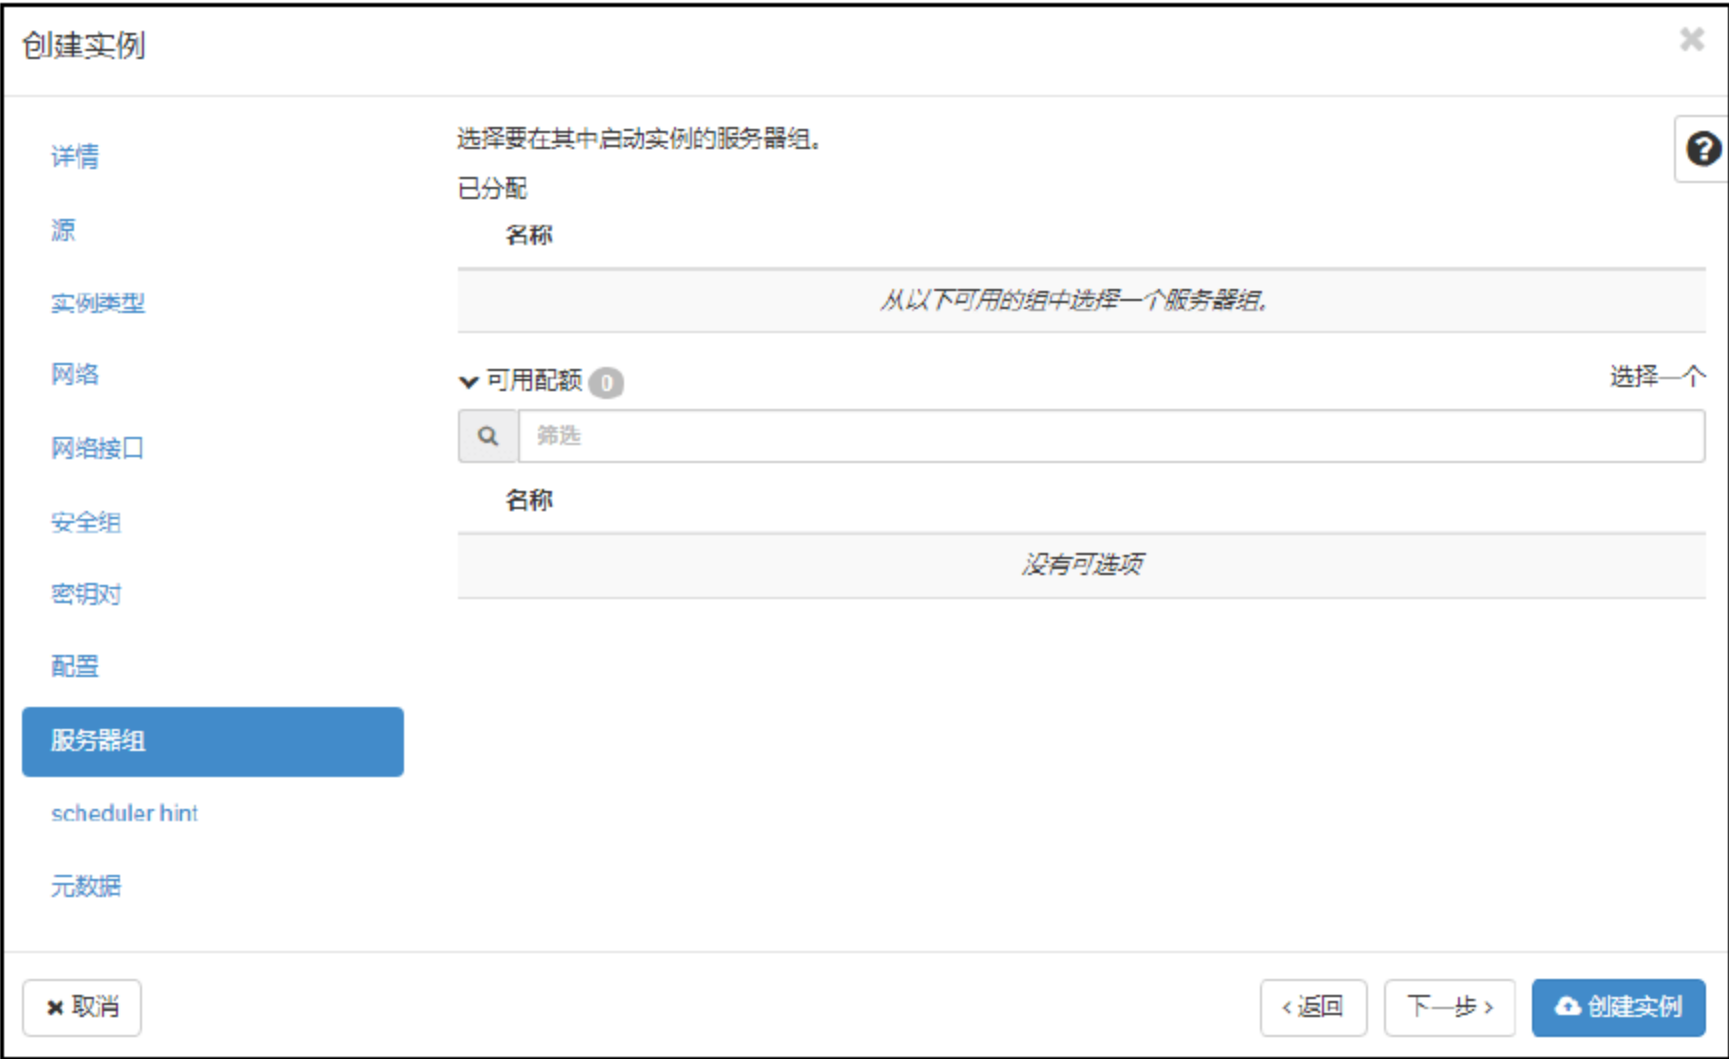 创建实例
详情
源
实例类型
网络
网络接口
安全组
密钥对
配置
服务器组
scheduler hint
元数据
选择要在其中启动实例的服务器组。
已分配
名称
从以下可用的组中选择一个服务器组。
可用配额 0 选择一个
筛选
名称
没有可选项
取消
返回
下一步
创建实例